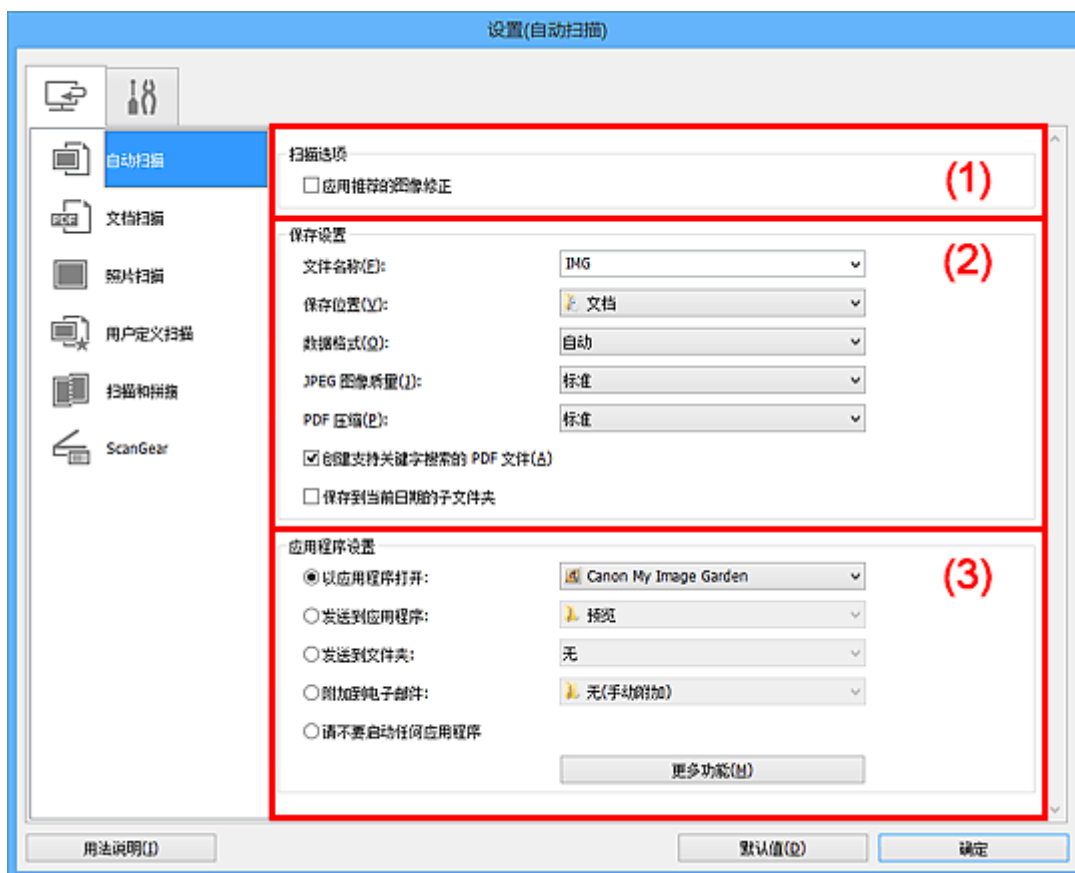 设置(自动扫描)
自动扫描
文档扫描
照片扫描
用户定义扫描
扫描和拼接
ScanGear
扫描选项
(1)
应用推荐的图像修正
保存设置
(2)
文件名称(F): IMG
保存位置(V): 文档
数据格式(O): 自动
JPEG 图像质量(J): 标准
PDF 压缩(P): 标准
创建支持关键字搜索的 PDF 文件(A)
保存到当前日期的子文件夹
应用程序设置
(3)
以应用程序打开: Canon My Image Garden
发送到应用程序: 预览
发送到文件夹: 无
附加到电子邮件: 无(手动附加)
请不要启动任何应用程序
更多功能(M)
用法说明(I) 默认值(D) 确定